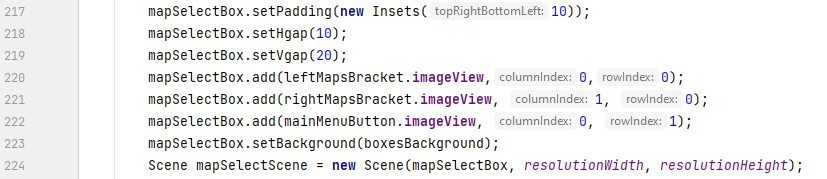 217 mapSelectBox.setPadding(new Insets( topRightBottomLeft: 10));
218 mapSelectBox.setHgap(10);
219 mapSelectBox.setVgap(20);
220 mapSelectBox.add(leftMapsBracket.imageView, columnIndex: 0, rowIndex: 0);
221 mapSelectBox.add(rightMapsBracket.imageView, columnIndex: 1, rowIndex: 0);
222 mapSelectBox.add(mainMenuButton.imageView, columnIndex: 0, rowIndex: 1);
223 mapSelectBox.setBackground(boxesBackground);
224 Scene mapSelectScene = new Scene(mapSelectBox, resolutionWidth, resolutionHeight);